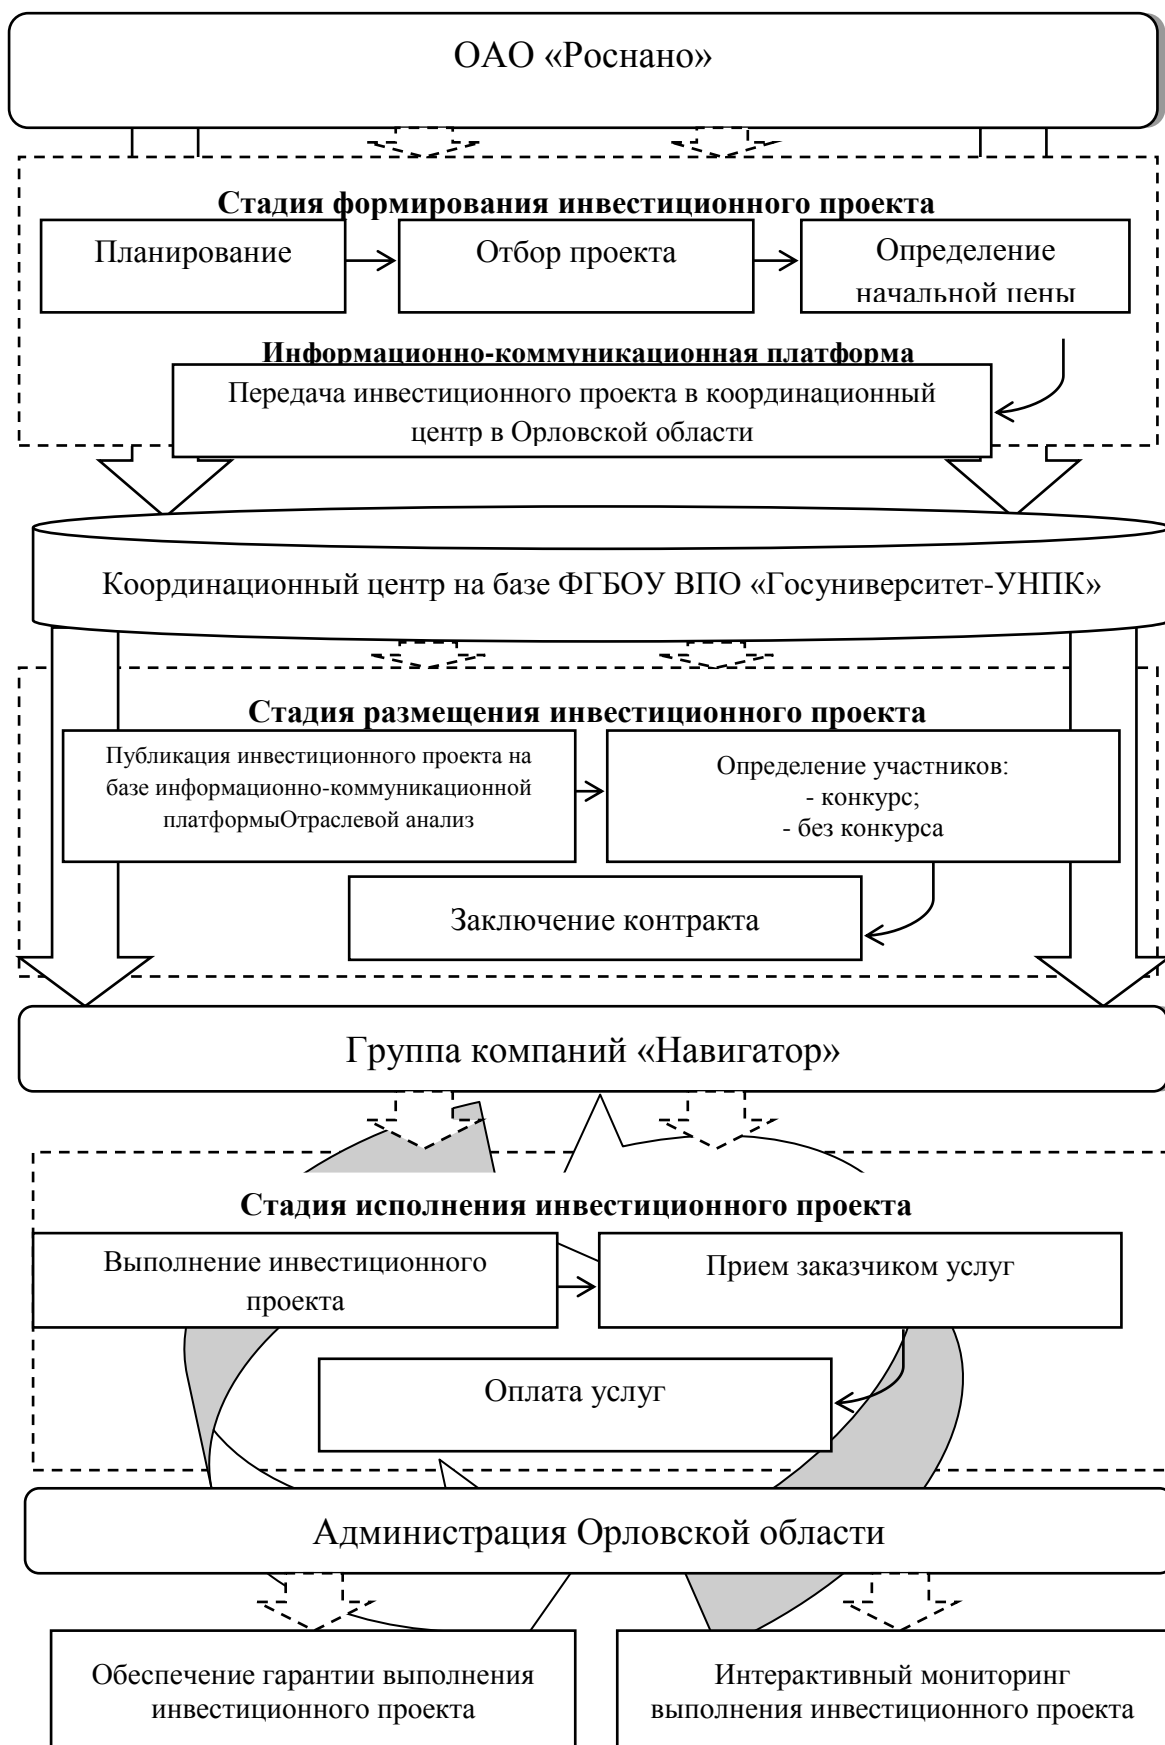 ОАО «Роснано»
Стадия формирования инвестиционного проекта
Планирование
Отбор проекта
Определение
начальной цены
Информационно-коммуникационная платформа
Передача инвестиционного проекта в координационный
центр в Орловской области
Координационный центр на базе ФГБОУ ВПО «Госуниверситет-УНПК»
Стадия размещения инвестиционного проекта
Публикация инвестиционного проекта на
базе информационно-коммуникационной
платформыОтраслевой анализ
Определение участников:
- конкурс;
- без конкурса
Заключение контракта
Группа компаний «Навигатор»
Стадия исполнения инвестиционного проекта
Выполнение инвестиционного
проекта
Прием заказчиком услуг
Оплата услуг
Администрация Орловской области
Обеспечение гарантии выполнения
инвестиционного проекта
Интерактивный мониторинг
выполнения инвестиционного проекта